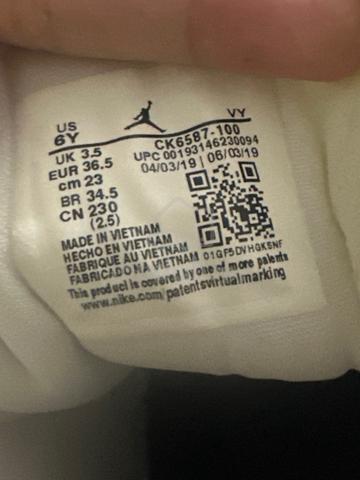 US
6Y
VY
UK 3.5
CK6587-100
EUR 36.5
UPC 00193146230094
cm 23
04/03/19 | 06/03/19
BR 34.5
CN 230
(2.5)
MADE IN VIETNAM
HECHO EN VIETNAM
FABRIQUE AU VIETNAM
FABRICADO NA VIETNAM
01GF5DVHQK5NF
This product is covered by one of more patents
www.nike.com/patentsvirtualmarking